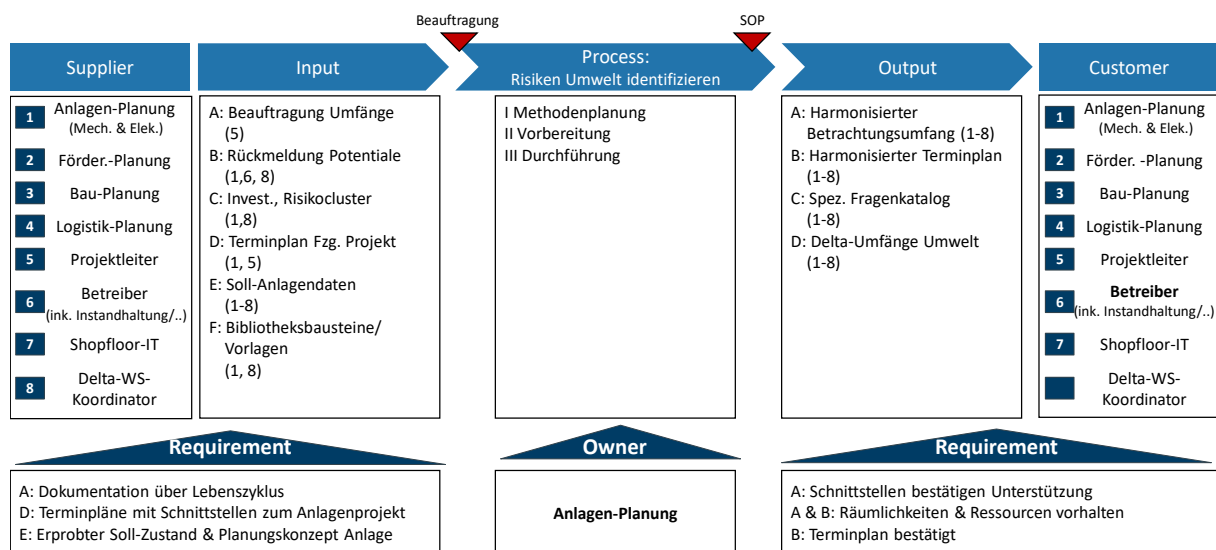 Beauftragung
SOP
Supplier
Input
Process:
Risiken Umwelt identifizieren
Output
Customer
1
Anlagen-Planung
(Mech. & Elek.)
2
Förder.-Planung
3
Bau-Planung
4
Logistik-Planung
5
Projektleiter
6
Betreiber
(ink. Instandhaltung/..)
7
Shopfloor-IT
8
Delta-WS-
Koordinator
A: Beauftragung Umfänge
(5)
B: Rückmeldung Potentiale
(1,6, 8)
C: Invest., Risikocluster
(1,8)
D: Terminplan Fzg. Projekt
(1, 5)
E: Soll-Anlagendaten
(1-8)
F: Bibliotheksbausteine/
Vorlagen
(1, 8)
I Methodenplanung
II Vorbereitung
III Durchführung
A: Harmonisierter
Betrachtungsumfang (1-8)
B: Harmonisierter Terminplan
(1-8)
C: Spez. Fragenkatalog
(1-8)
D: Delta-Umfänge Umwelt
(1-8)
1
Anlagen-Planung
(Mech. & Elek.)
2
Förder. -Planung
3
Bau-Planung
4
Logistik-Planung
5
Projektleiter
6
Betreiber
(ink. Instandhaltung/..)
7
Shopfloor-IT
Delta-WS-
Koordinator
Requirement
Owner
Requirement
A: Dokumentation über Lebenszyklus
D: Terminpläne mit Schnittstellen zum Anlagenprojekt
E: Erprobter Soll-Zustand & Planungskonzept Anlage
Anlagen-Planung
A: Schnittstellen bestätigen Unterstützung
A & B: Räumlichkeiten & Ressourcen vorhalten
B: Terminplan bestätigt